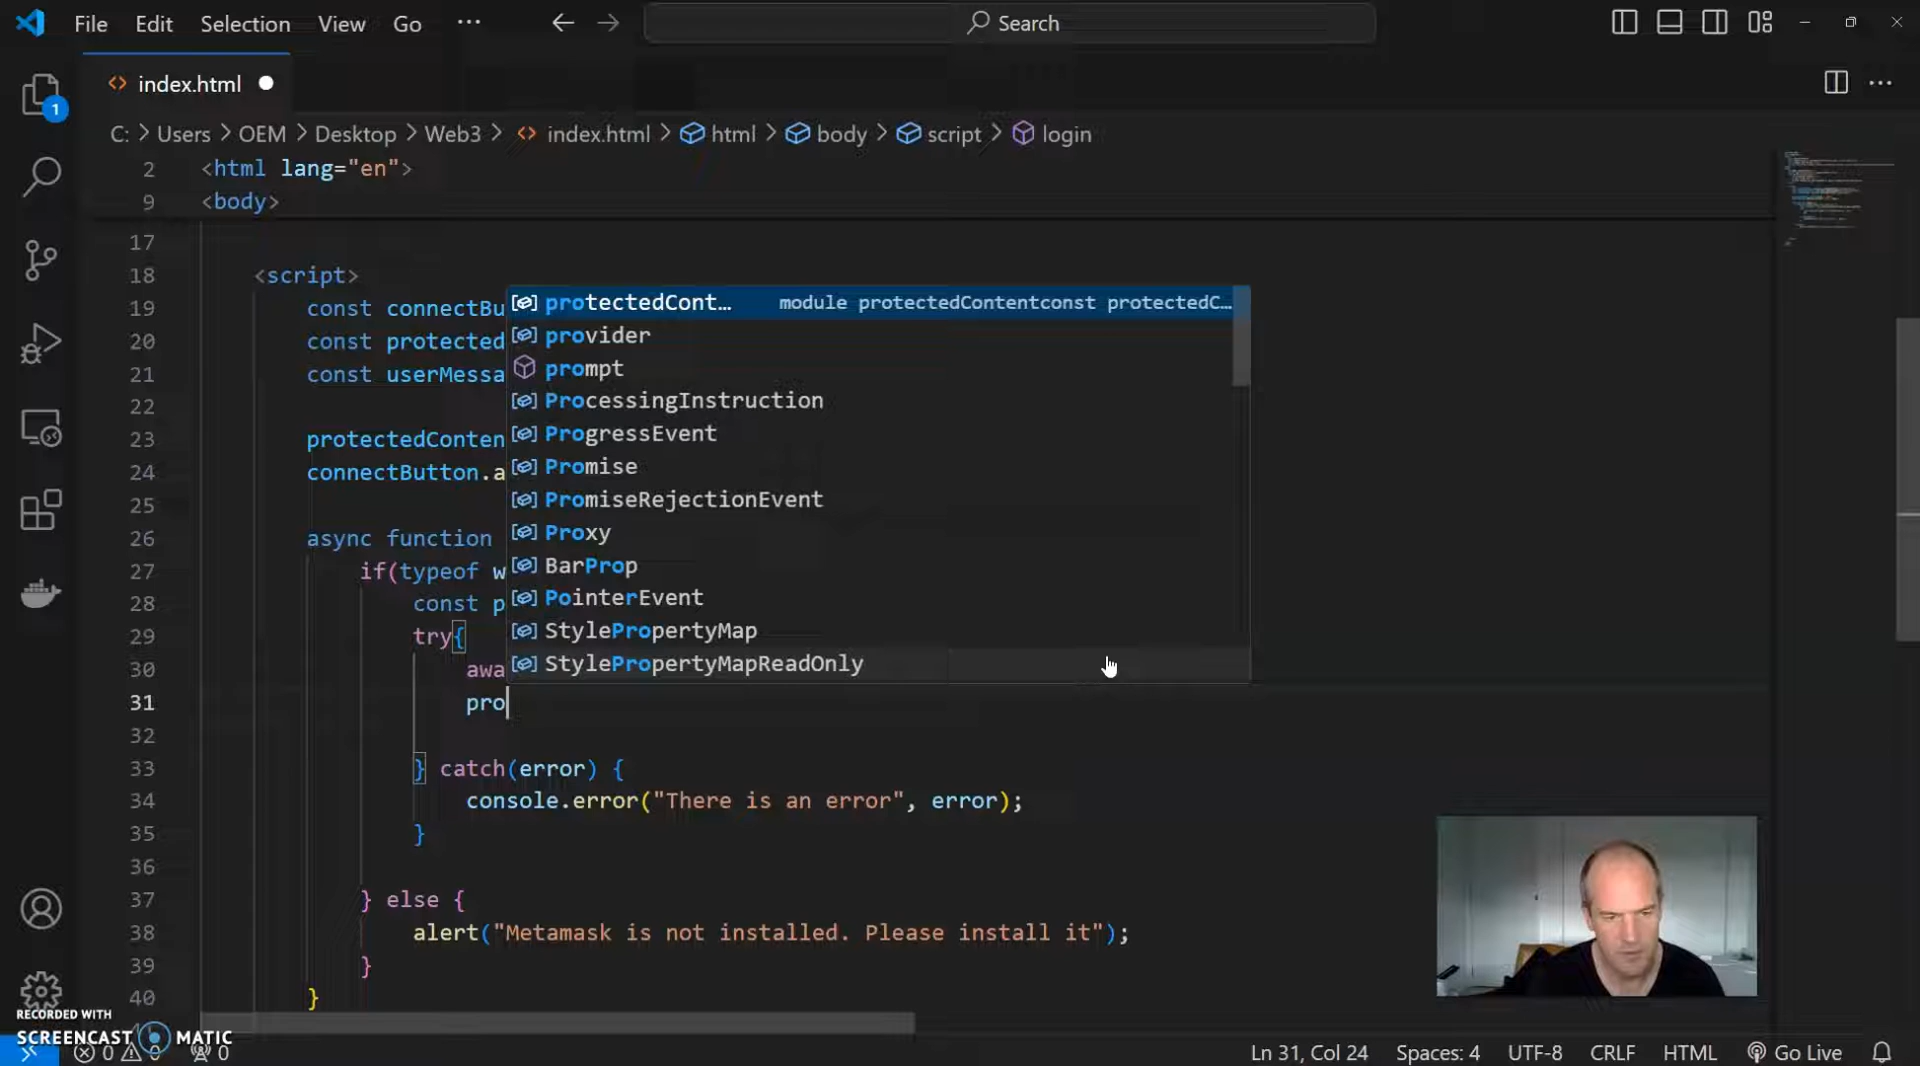 File Edit Selection View Go ··· Search
index.html
C: > Users > OEM > Desktop > Web3 > index.html > html > body > script > login
2 <html lang="en">
9 <body>
17
18 <script>
19 const connectBu
20 const protected
21 const userMessa
22
23 protectedConten
24 connectButton.a
25
26 async function
27 if(typeof w
28 const p
29 try{
30 awa
31 pro
32
33 } catch(error) {
34 console.error("There is an error", error);
35 }
36
37 } else {
38 alert("Metamask is not installed. Please install it");
39 }
40 }
protectedCont… module protectedContentconst protectedC…
provider
prompt
ProcessingInstruction
ProgressEvent
Promise
PromiseRejectionEvent
Proxy
BarProp
PointerEvent
StylePropertyMap
StylePropertyMapReadOnly
1
RECORDED WITH
SCREENCAST MATIC
0 0 0 Ln 31, Col 24 Spaces: 4 UTF-8 CRLF HTML Go Live